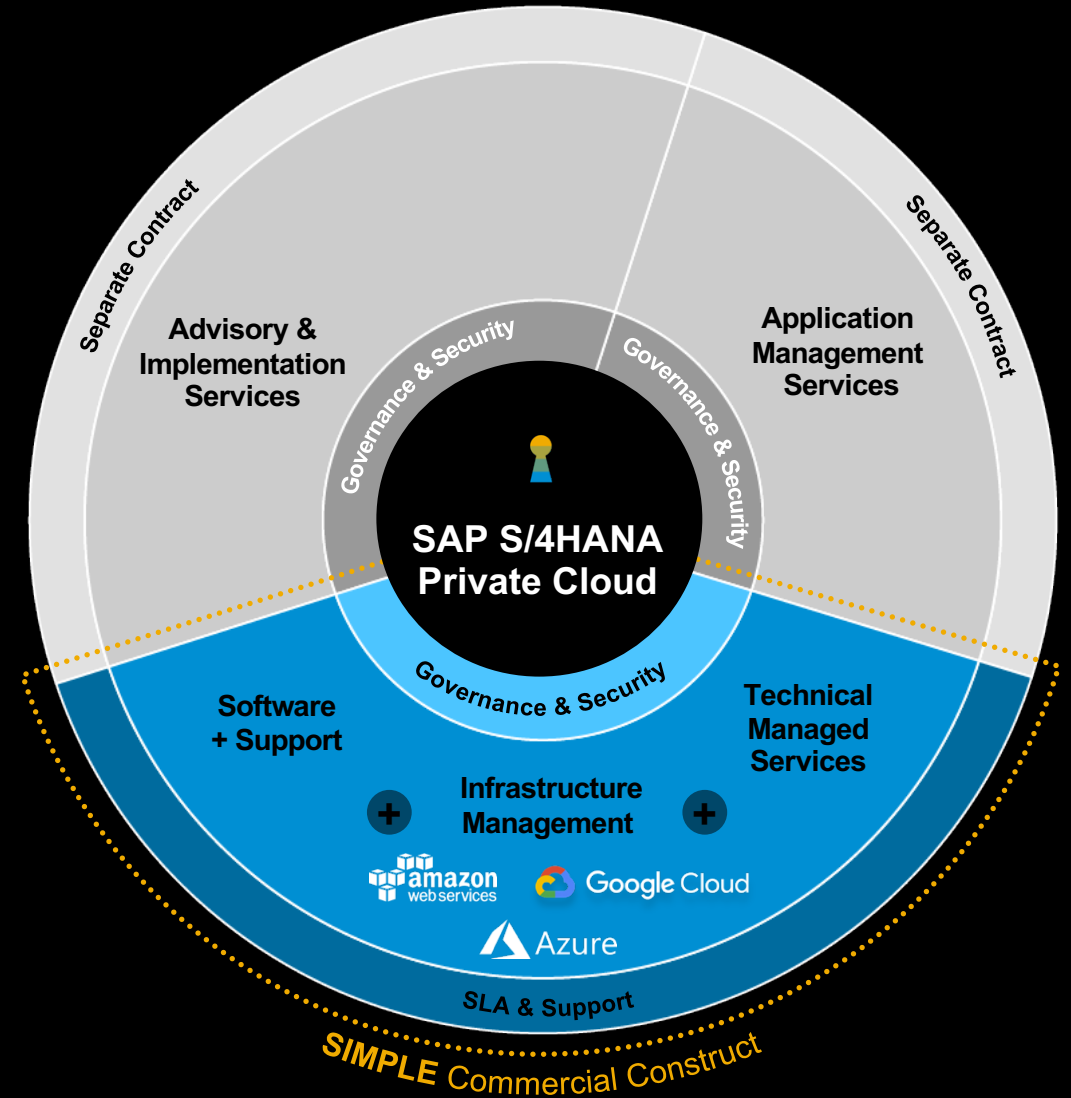 Separate Contract
Separate Contract
Advisory &
Implementation
Services
Application
Management
Services
Governance & Security
Governance & Security
SAP S/4HANA
Private Cloud
Governance & Security
Software
+ Support
Technical
Managed
Services
+
Infrastructure
Management
+
amazon
web services
Google Cloud
Azure
SLA & Support
SIMPLE Commercial Construct